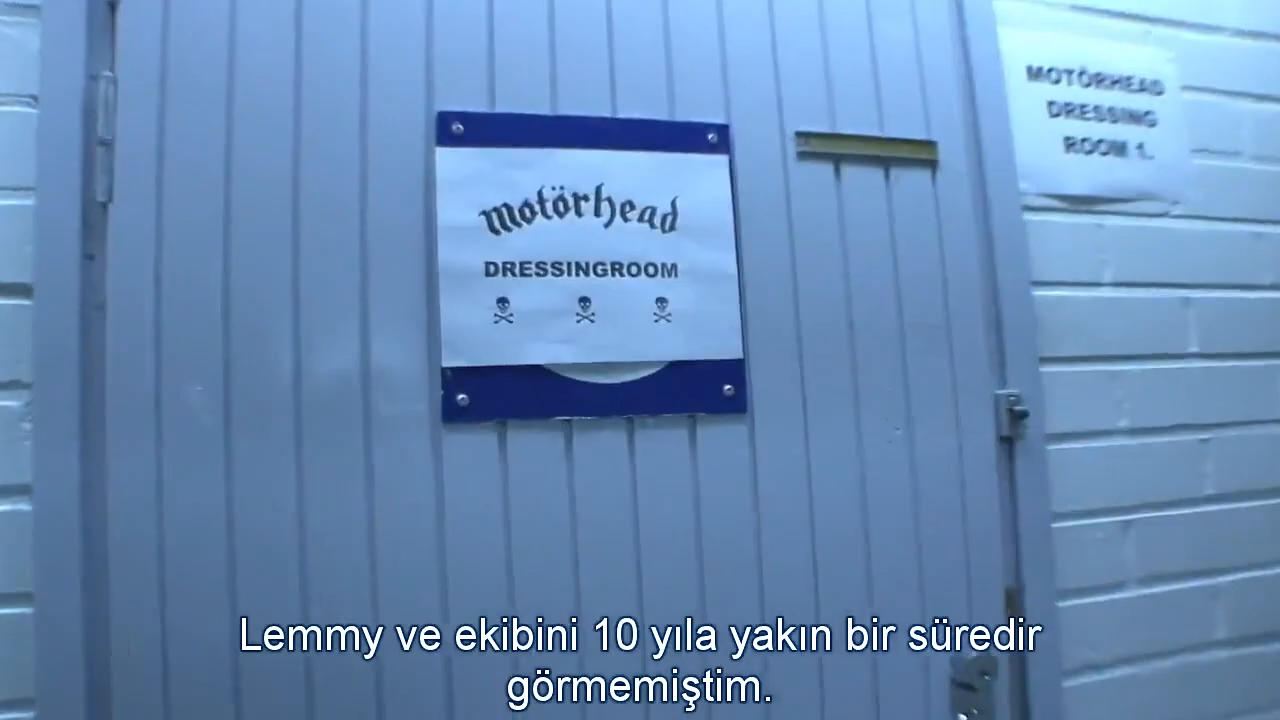 motörhead
DRESSINGROOM
MOTÖRHEAD
DRESSING
ROOM 1.
Lemmy ve ekibini 10 yıla yakın bir süredir
görmemiştim.